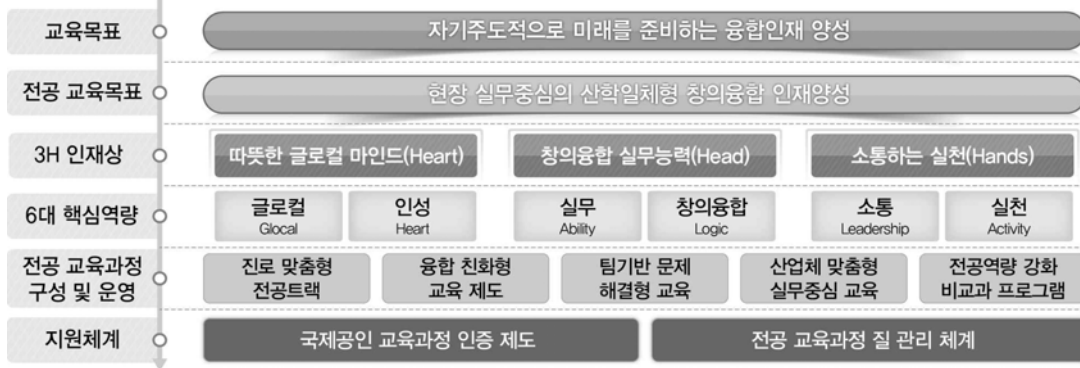 교육목표
자기주도적으로 미래를 준비하는 융합인재 양성
전공 교육목표
현장 실무중심의 산학일체형 창의융합 인재양성
3H 인재상
따뜻한 글로컬 마인드(Heart)
창의융합 실무능력(Head)
소통하는 실천(Hands)
6대 핵심역량
글로컬
Glocal
인성
Heart
실무
Ability
창의융합
Logic
소통
Leadership
실천
Activity
전공 교육과정
구성 및 운영
진로 맞춤형
전공트랙
융합 친화형
교육 제도
팀기반 문제
해결형 교육
산업체 맞춤형
실무중심 교육
전공역량 강화
비교과 프로그램
지원체계
국제공인 교육과정 인증 제도
전공 교육과정 질 관리 체계